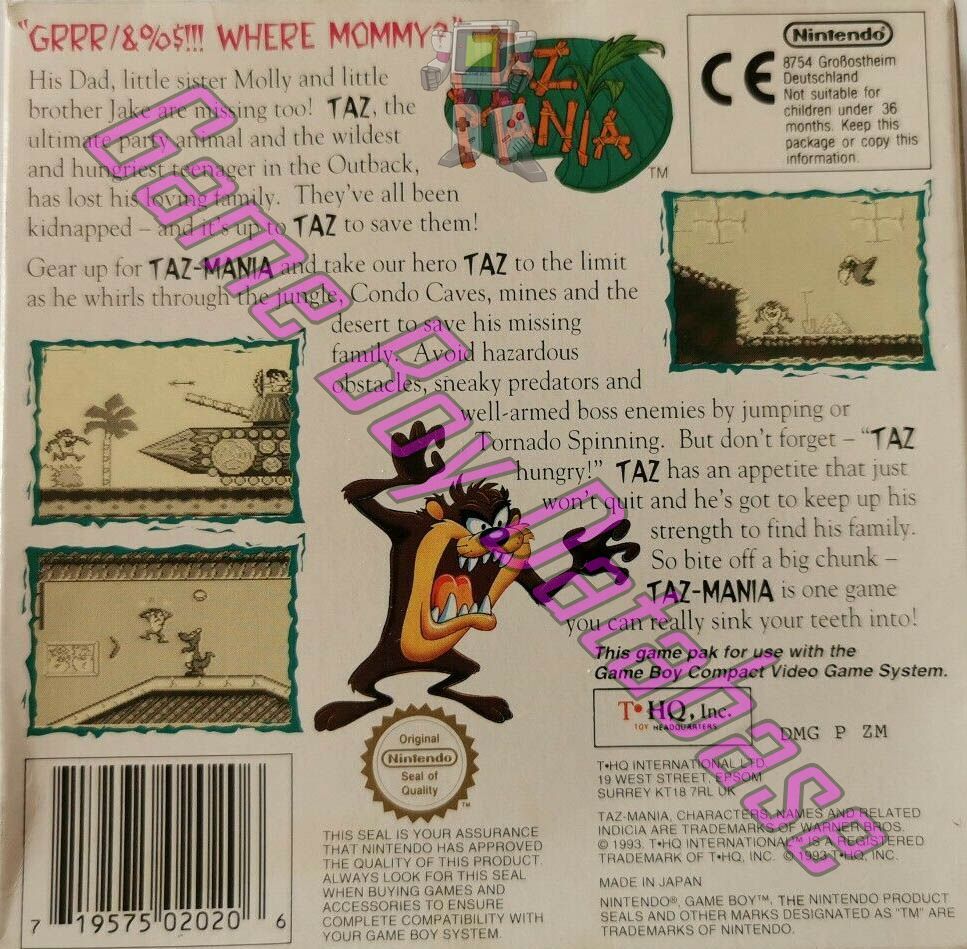 "GRRR/&%$!!! WHERE MOMMY?"
His Dad, little sister Molly and little
brother Jake are missing too! TAZ, the
ultimate party animal and the wildest
and hungriest teenager in the Outback,
has lost his loving family. They've all been
kidnapped – and it's up to TAZ to save them!
TAZ
MANIA
TM
Nintendo
CE
8754 Großostheim
Deutschland
Not suitable for
children under 36
months. Keep this
package or copy this
information.
Gear up for TAZ-MANIA and take our hero TAZ to the limit
as he whirls through the jungle, Condo Caves, mines and the
desert to save his missing
family. Avoid hazardous
obstacles, sneaky predators and
well-armed boss enemies by jumping or
Tornado Spinning. But don't forget – "TAZ
hungry!" TAZ has an appetite that just
won't quit and he's got to keep up his
strength to find his family.
So bite off a big chunk –
TAZ-MANIA is one game
you can really sink your teeth into!
This game pak for use with the
Game Boy Compact Video Game System.
T•HQ, Inc.
TOY HEADQUARTERS
DMG P ZM
T•HQ INTERNATIONAL LTD.
19 WEST STREET, EPSOM
SURREY KT18 7RL UK
TAZ-MANIA, CHARACTERS, NAMES AND RELATED
INDICIA ARE TRADEMARKS OF WARNER BROS.
© 1993. T•HQ INTERNATIONAL™ IS A REGISTERED
TRADEMARK OF T•HQ, INC. © 1993 T•HQ, INC.
MADE IN JAPAN
NINTENDO®, GAME BOY™, THE NINTENDO PRODUCT
SEALS AND OTHER MARKS DESIGNATED AS "TM" ARE
TRADEMARKS OF NINTENDO.
Original
Nintendo
Seal of
Quality
TM
THIS SEAL IS YOUR ASSURANCE
THAT NINTENDO HAS APPROVED
THE QUALITY OF THIS PRODUCT.
ALWAYS LOOK FOR THIS SEAL
WHEN BUYING GAMES AND
ACCESSORIES TO ENSURE
COMPLETE COMPATIBILITY WITH
YOUR GAME BOY SYSTEM.
7 19575 02020 6
Game Boy Database